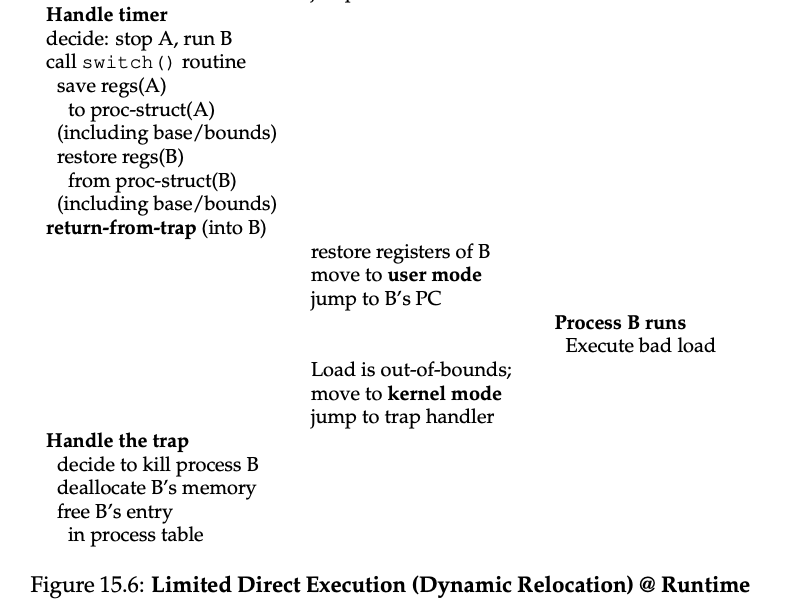 Handle timer
decide: stop A, run B
call switch() routine
save regs(A)
to proc-struct(A)
(including base/bounds)
restore regs(B)
from proc-struct(B)
(including base/bounds)
return-from-trap (into B)
restore registers of B
move to user mode
jump to B's PC
Process B runs
Execute bad load
Load is out-of-bounds;
move to kernel mode
jump to trap handler
Handle the trap
decide to kill process B
deallocate B's memory
free B's entry
in process table
Figure 15.6: Limited Direct Execution (Dynamic Relocation) @ Runtime